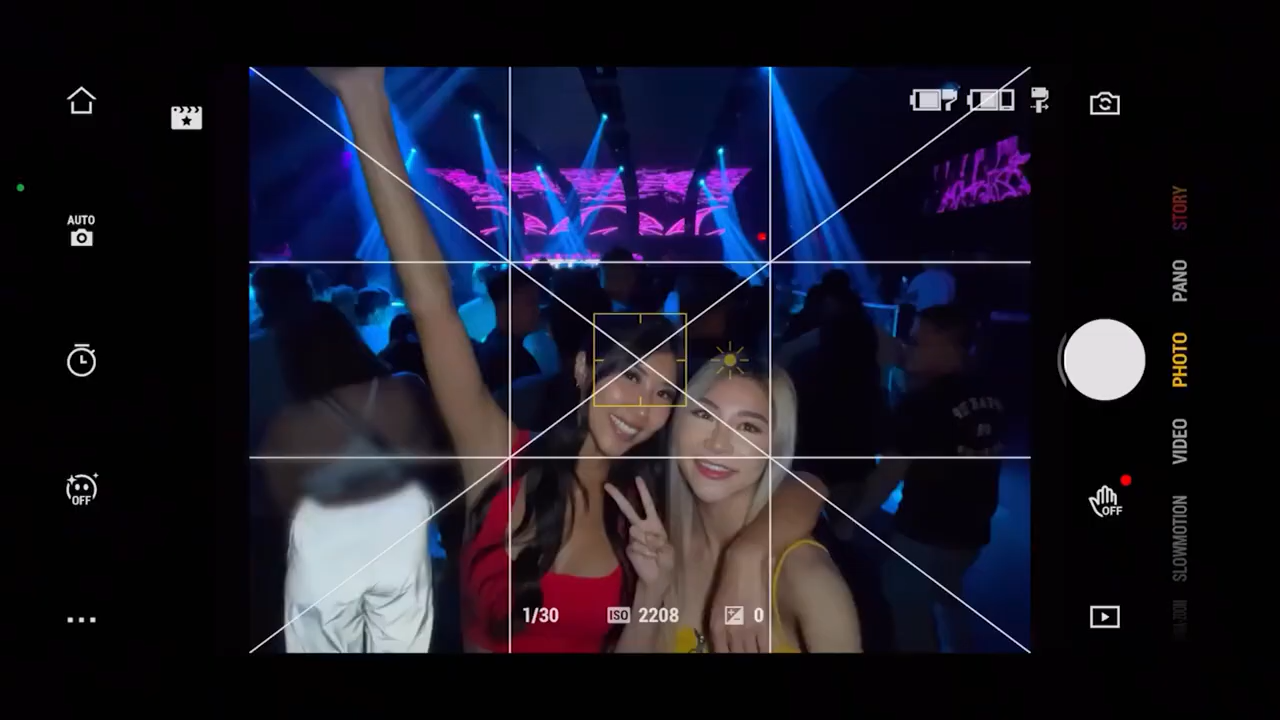 AUTO
OFF
1/30
ISO 2208
0
STORY
PANO
PHOTO
VIDEO
OFF
SLOWMOTION